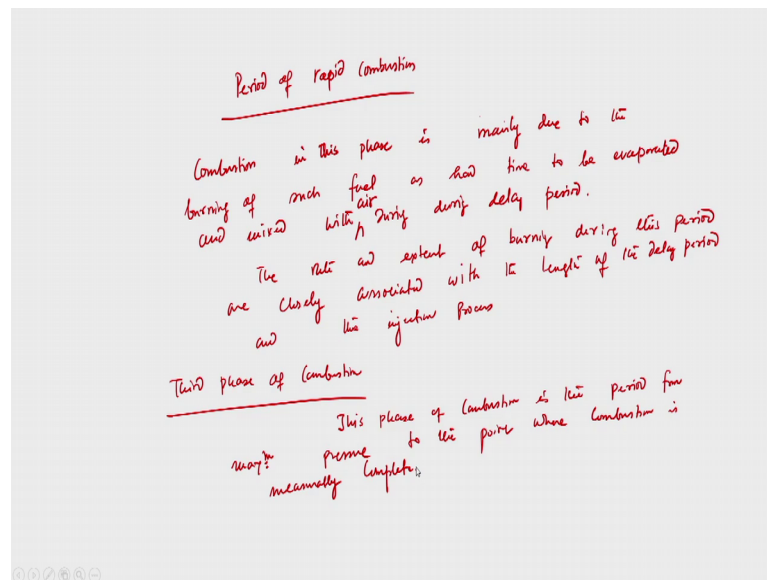 Period of rapid Combustion
Combustion in this phase is mainly due to the
burning of such fuel as had time to be evaporated
and mixed with air during during delay period.
The rate and extent of burning during this period
are closely associated with the length of the delay period
and the injection process
Third phase of Combustion
This phase of Combustion is the period from
maxm pressure to the point where Combustion is
measurably Complete